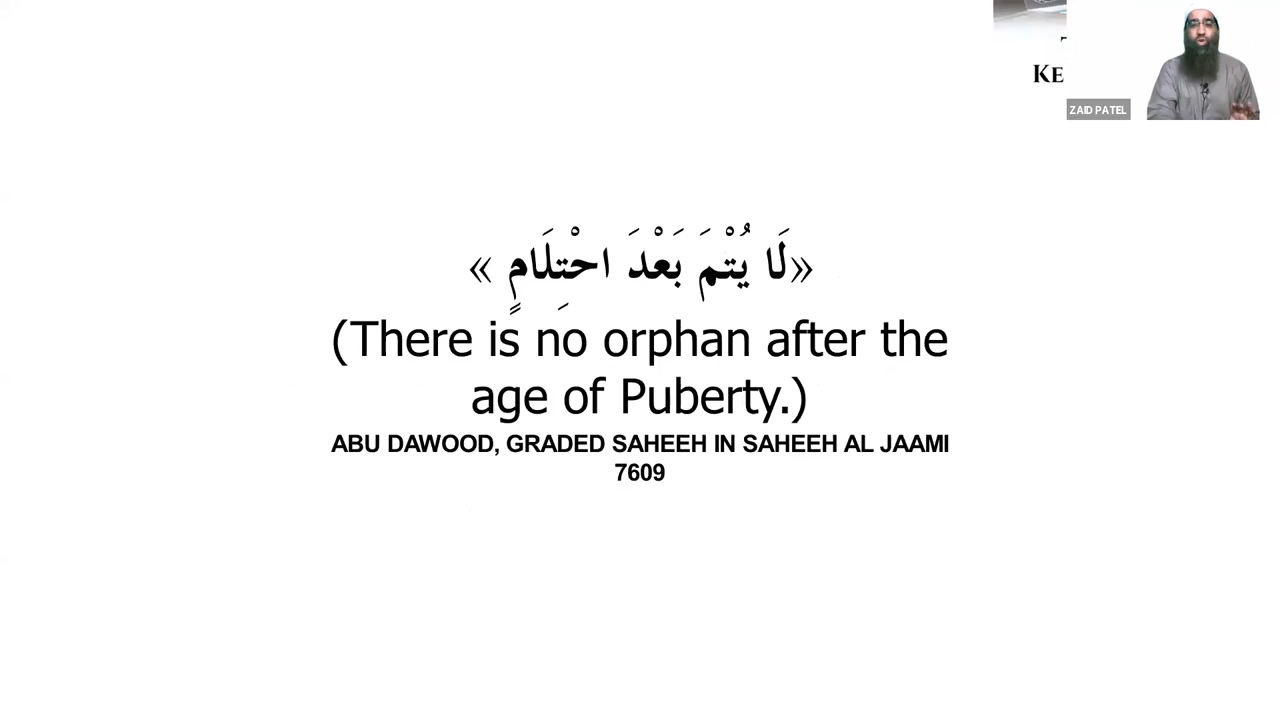 KE
ZAID PATEL
«لَا يُتْمَ بَعْدَ احْتِلَامٍ »
(There is no orphan after the
age of Puberty.)
ABU DAWOOD, GRADED SAHEEH IN SAHEEH AL JAAMI
7609